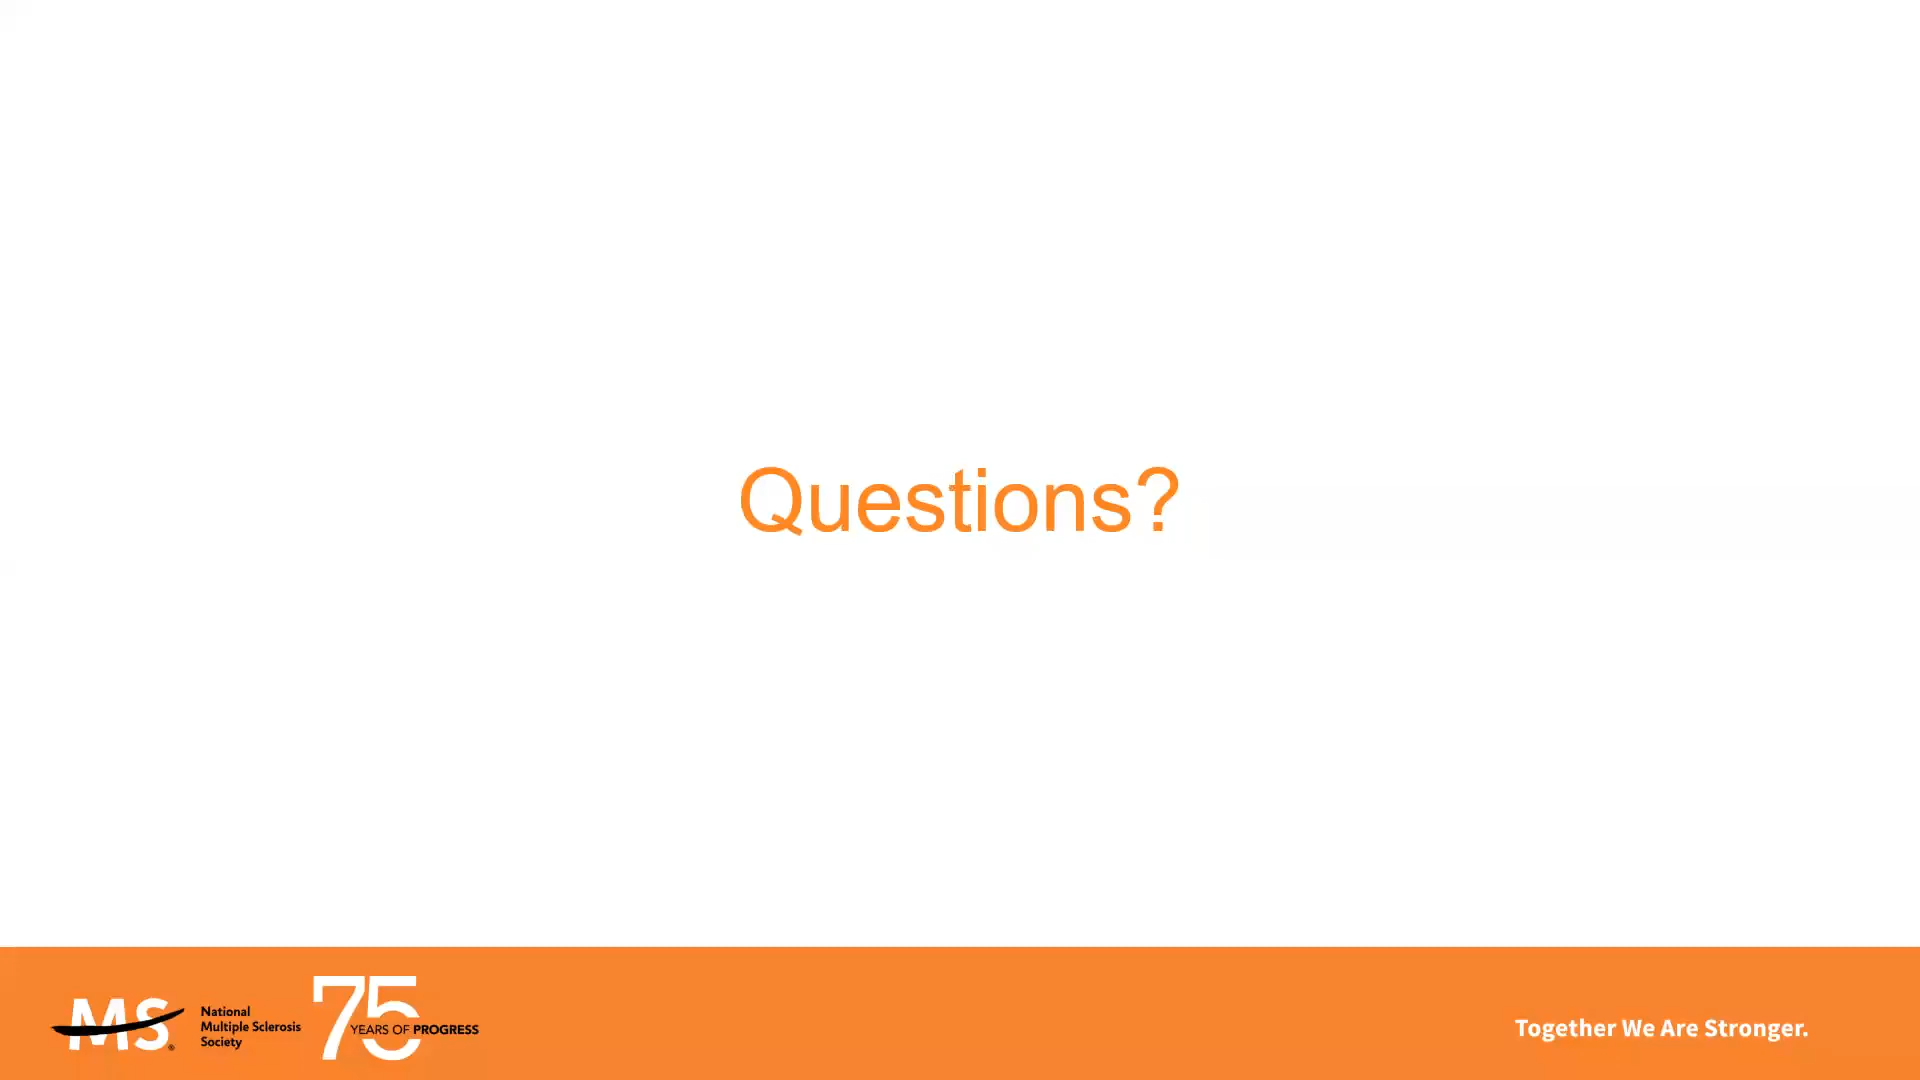 Questions?
MS®
National
Multiple Sclerosis
Society
75
YEARS OF PROGRESS
Together We Are Stronger.